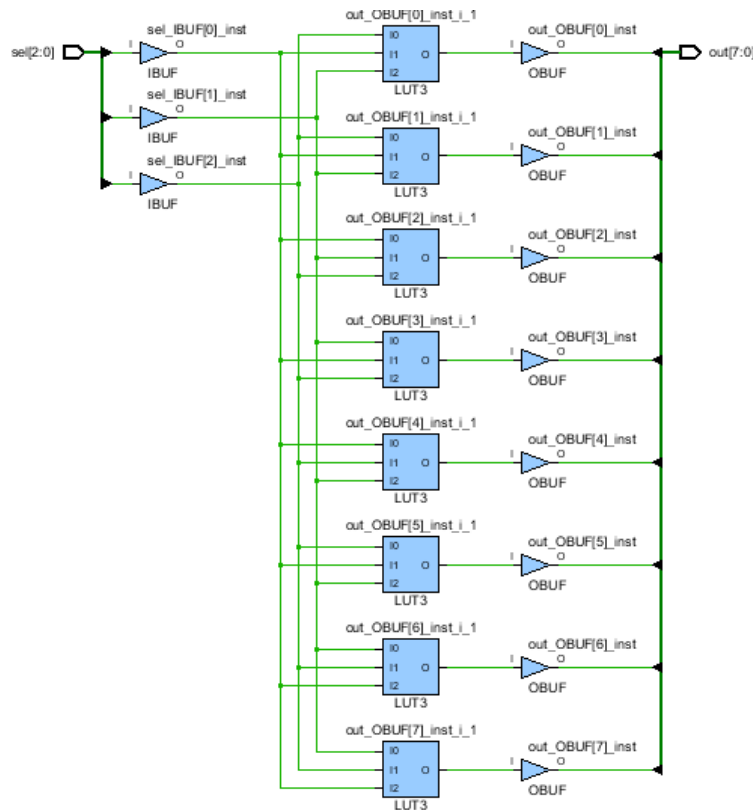 sel[2:0]
sel_IBUF[0]_inst
I
O
IBUF
sel_IBUF[1]_inst
I
O
IBUF
sel_IBUF[2]_inst
I
O
IBUF
out_OBUF[0]_inst_i_1
I0
I1
I2
O
LUT3
out_OBUF[0]_inst
I
O
OBUF
out[7:0]
out_OBUF[1]_inst_i_1
I0
I1
I2
O
LUT3
out_OBUF[1]_inst
I
O
OBUF
out_OBUF[2]_inst_i_1
I0
I1
I2
O
LUT3
out_OBUF[2]_inst
I
O
OBUF
out_OBUF[3]_inst_i_1
I0
I1
I2
O
LUT3
out_OBUF[3]_inst
I
O
OBUF
out_OBUF[4]_inst_i_1
I0
I1
I2
O
LUT3
out_OBUF[4]_inst
I
O
OBUF
out_OBUF[5]_inst_i_1
I0
I1
I2
O
LUT3
out_OBUF[5]_inst
I
O
OBUF
out_OBUF[6]_inst_i_1
I0
I1
I2
O
LUT3
out_OBUF[6]_inst
I
O
OBUF
out_OBUF[7]_inst_i_1
I0
I1
I2
O
LUT3
out_OBUF[7]_inst
I
O
OBUF